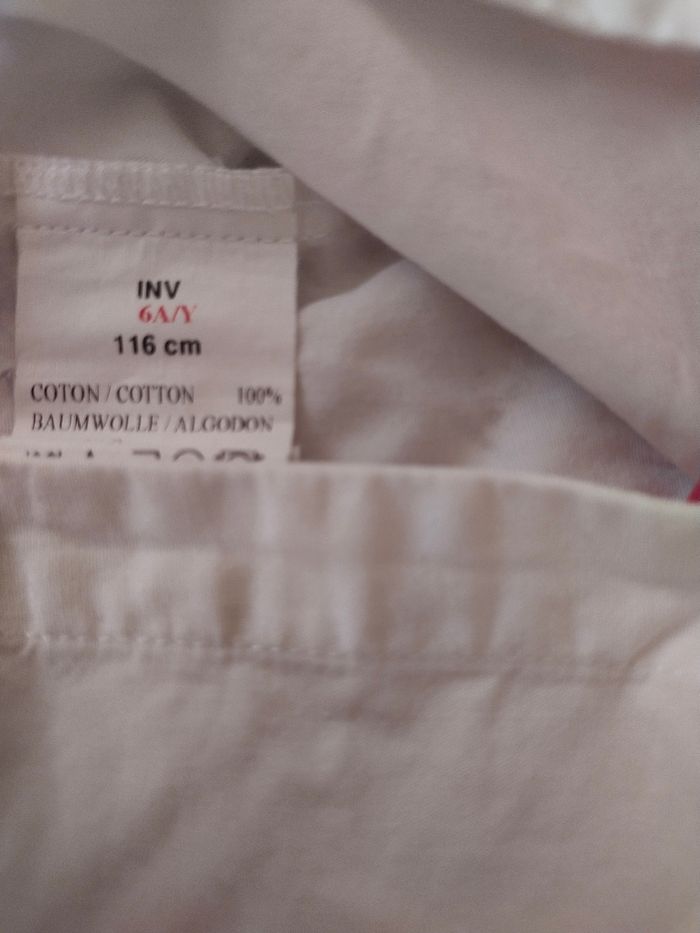 INV
6A/Y
116 cm
COTON / COTTON 100%
BAUMWOLLE / ALGODON